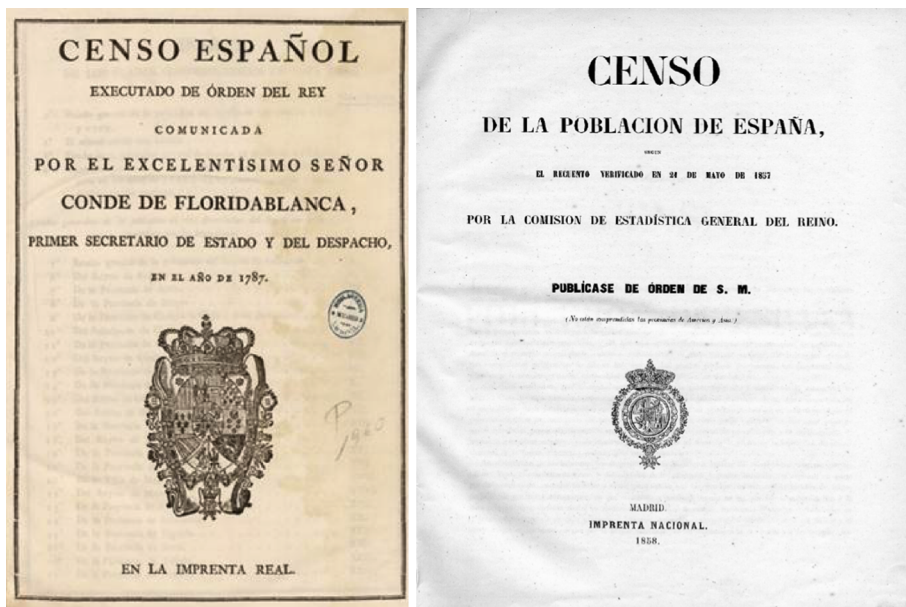 CENSO ESPAÑOL
EXECUTADO DE ÓRDEN DEL REY
COMUNICADA
POR EL EXCELENTÍSIMO SEÑOR
CONDE DE FLORIDABLANCA,
PRIMER SECRETARIO DE ESTADO Y DEL DESPACHO,
EN EL AÑO DE 1787.
EN LA IMPRENTA REAL.
CENSO
DE LA POBLACION DE ESPAÑA,
SEGUN
EL RECUENTO VERIFICADO EN 21 DE MAYO DE 1857
POR LA COMISION DE ESTADÍSTICA GENERAL DEL REINO.
PUBLÍCASE DE ÓRDEN DE S. M.
(No están comprendidas las provincias de América y Asia.)
MADRID.
IMPRENTA NACIONAL.
1858.